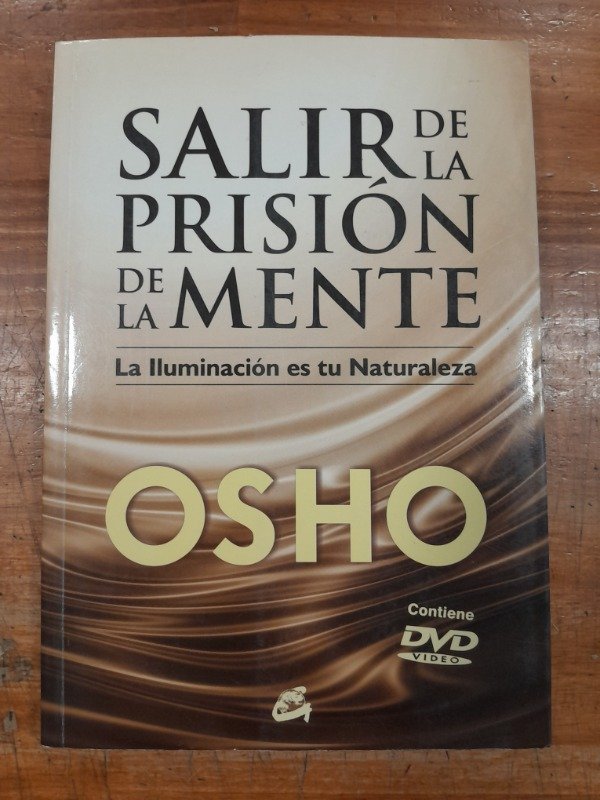 SALIR DE LA
PRISIÓN
DE LA MENTE
La Iluminación es tu Naturaleza
OSHO
Contiene
DVD
VIDEO